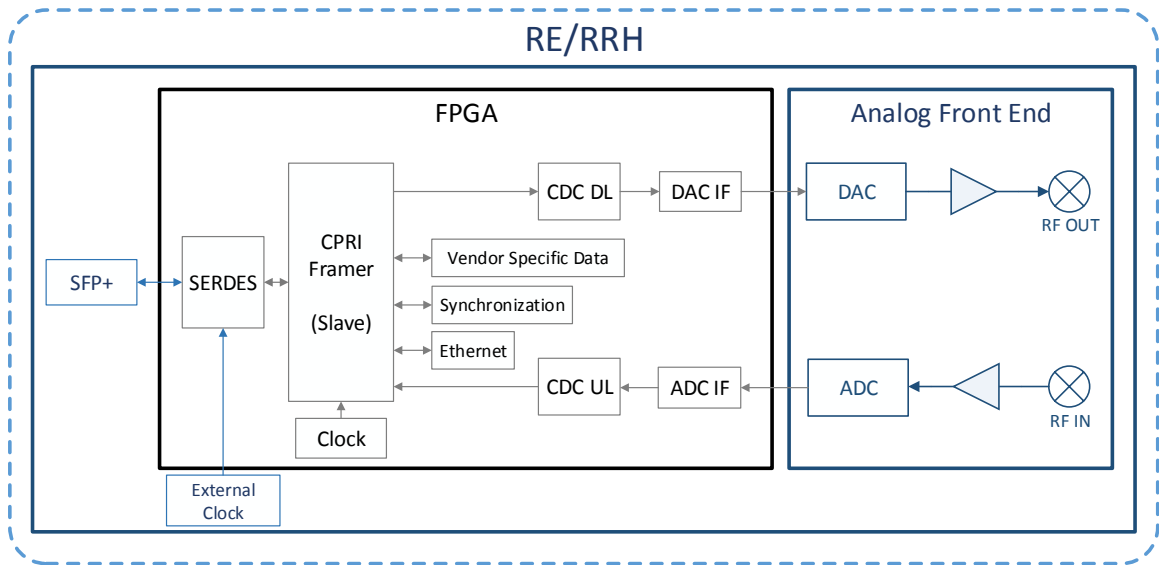 RE/RRH
FPGA
Analog Front End
CDC DL
DAC IF
DAC
RF OUT
CPRI
Framer
(Slave)
Vendor Specific Data
SFP+
SERDES
Synchronization
Ethernet
CDC UL
ADC IF
ADC
RF IN
Clock
External
Clock